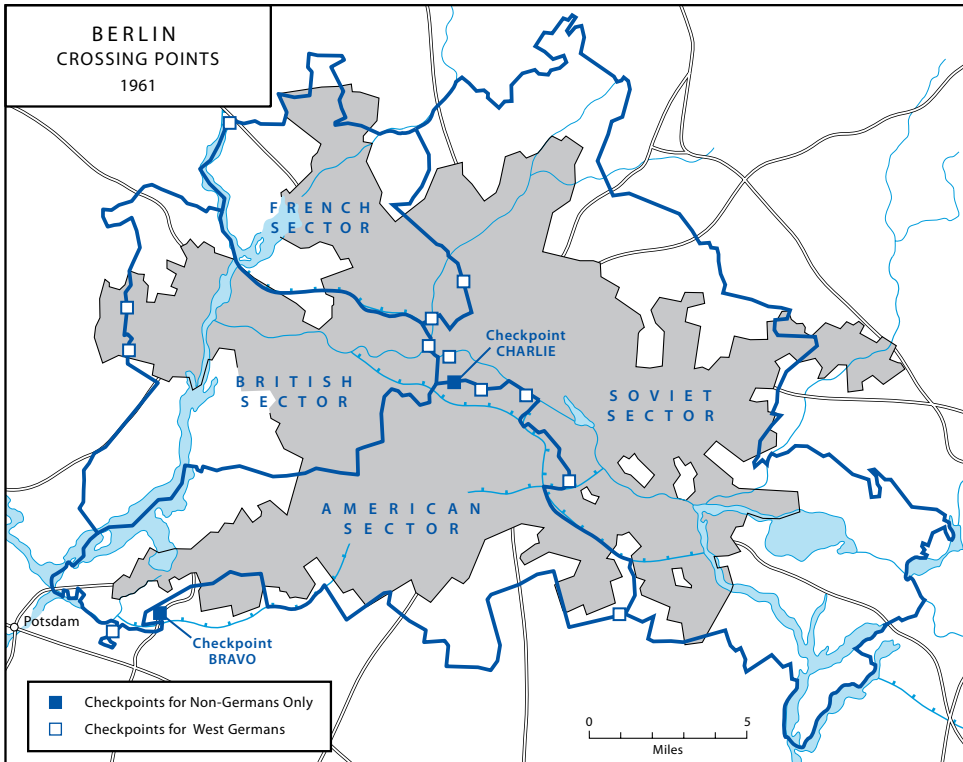 BERLIN
CROSSING POINTS
1961
FRENCH
SECTOR
Checkpoint
CHARLIE
BRITISH
SECTOR
SOVIET
SECTOR
AMERICAN
SECTOR
Potsdam
Checkpoint
BRAVO
Checkpoints for Non-Germans Only
Checkpoints for West Germans
0 5
Miles